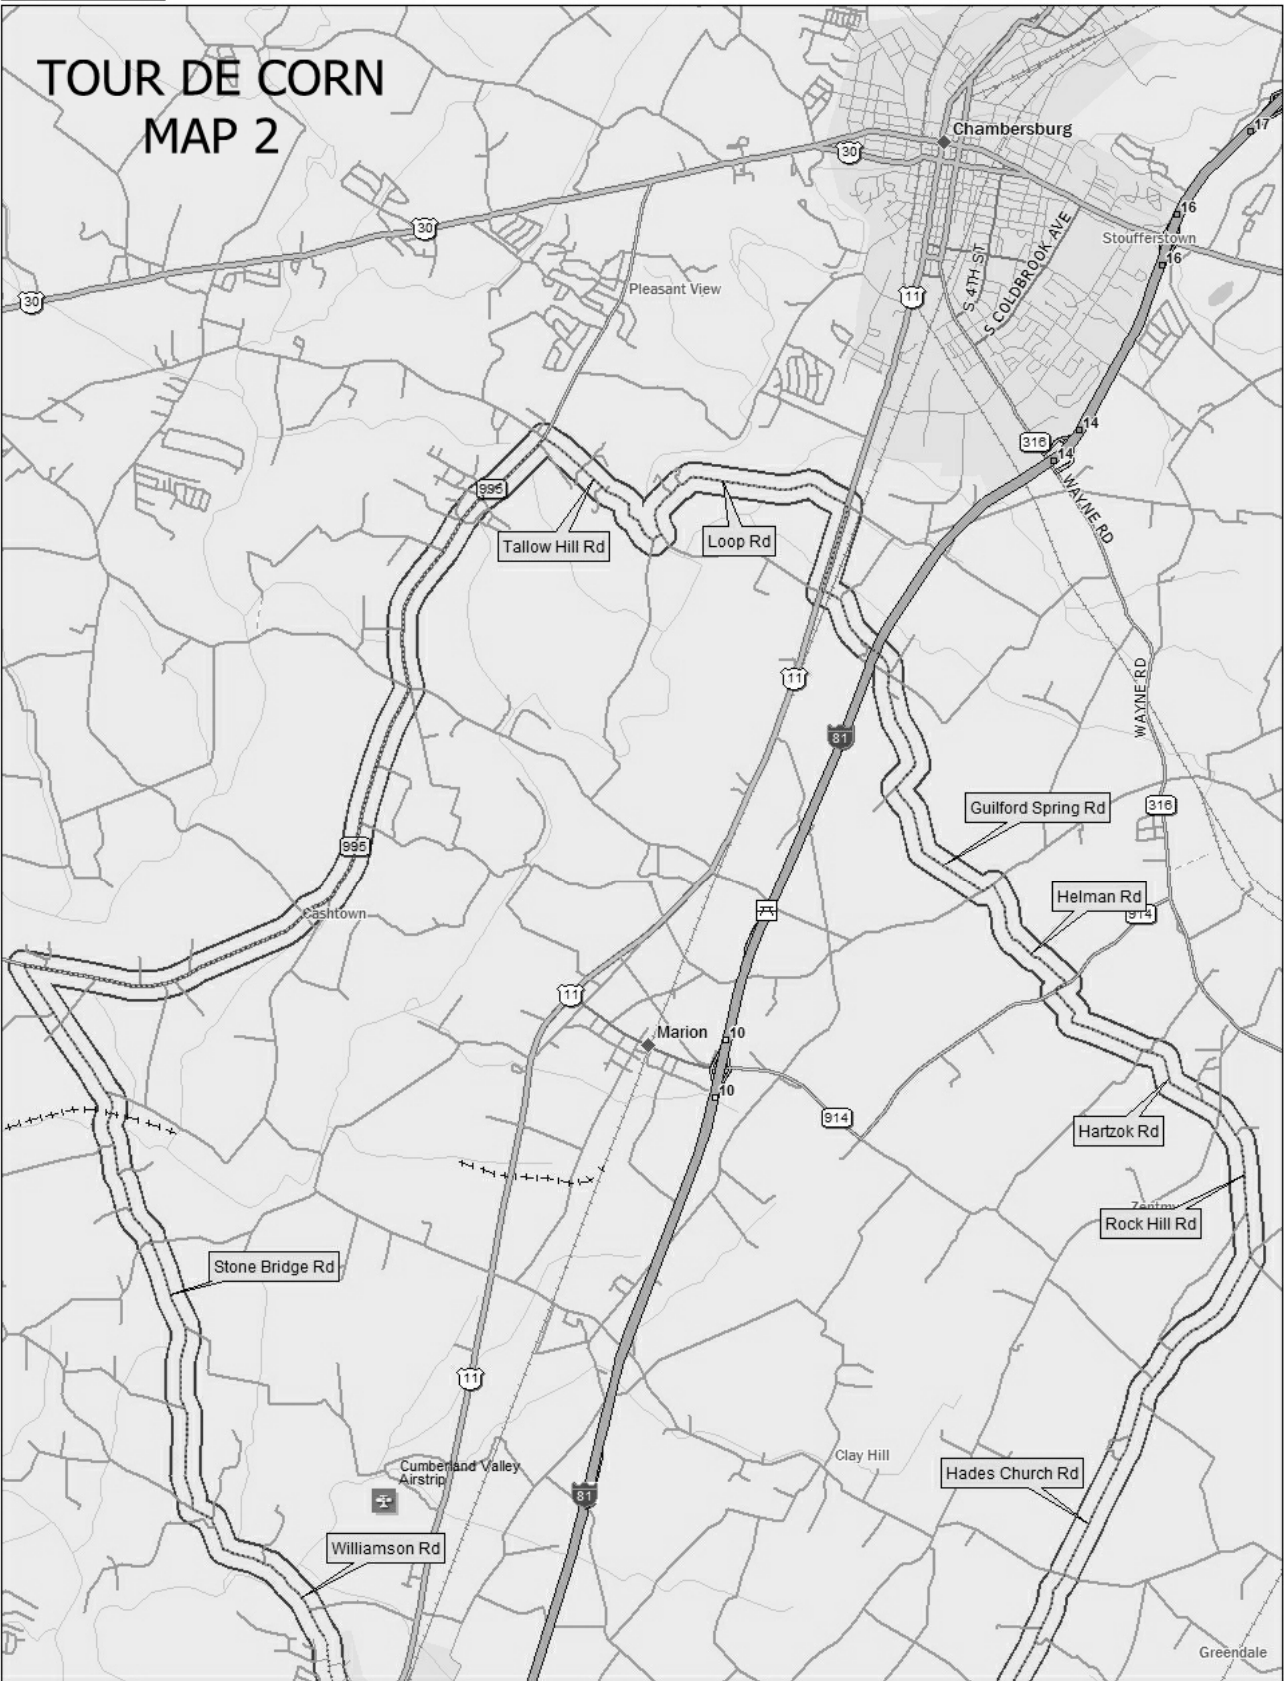 TOUR DE CORN
MAP 2
Chambersburg
17
30
16
30
Stoufferstown
16
S 4TH ST
S COLDBROOK AVE
Pleasant View
11
30
14
316
14
995
WAYNE RD
Tallow Hill Rd
Loop Rd
11
WAYNE RD
81
Guilford Spring Rd
316
995
Helman Rd
914
Cashtown
11
Marion
10
10
914
Hartzok Rd
Rock Hill Rd
Stone Bridge Rd
11
Clay Hill
Cumberland Valley
Airstrip
Hades Church Rd
81
Williamson Rd
Greendale